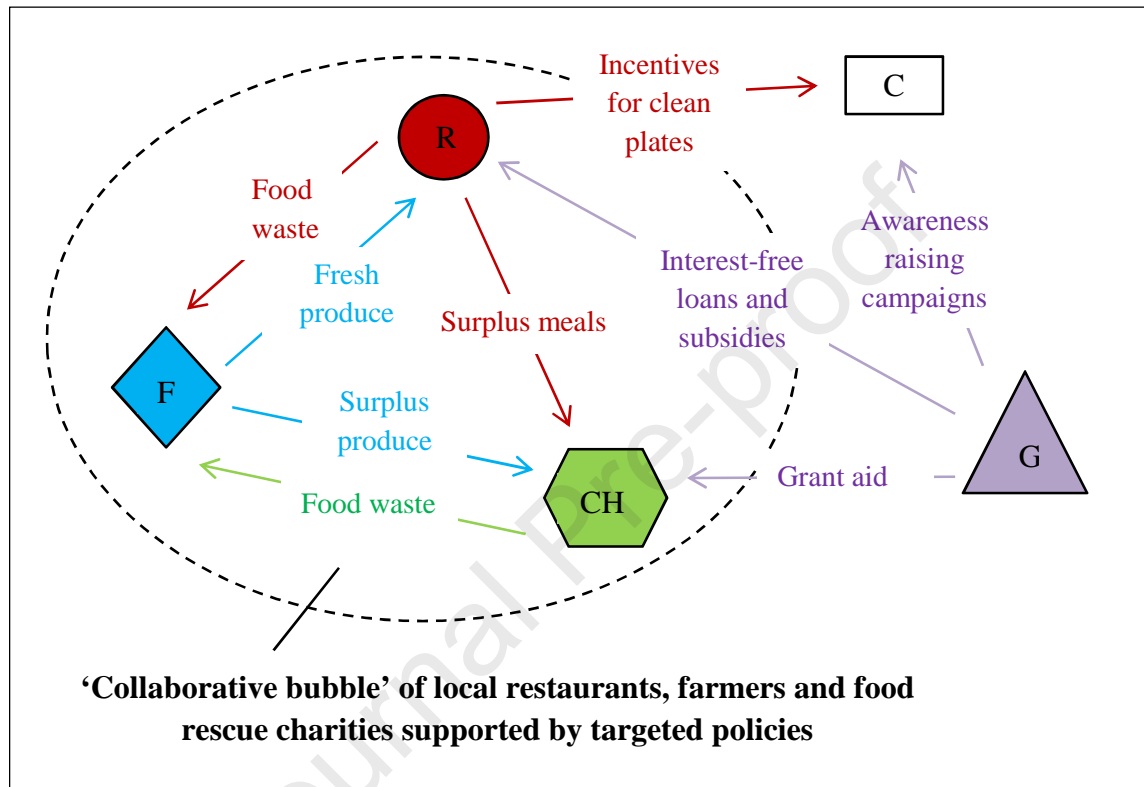 Incentives
for clean
plates
C
R
Food
waste
Fresh
produce
Awareness
raising
campaigns
Interest-free
loans and
subsidies
Surplus meals
F
Surplus
produce
G
Grant aid
CH
Food waste
‘Collaborative bubble’ of local restaurants, farmers and food
rescue charities supported by targeted policies
Journal Pre-proof